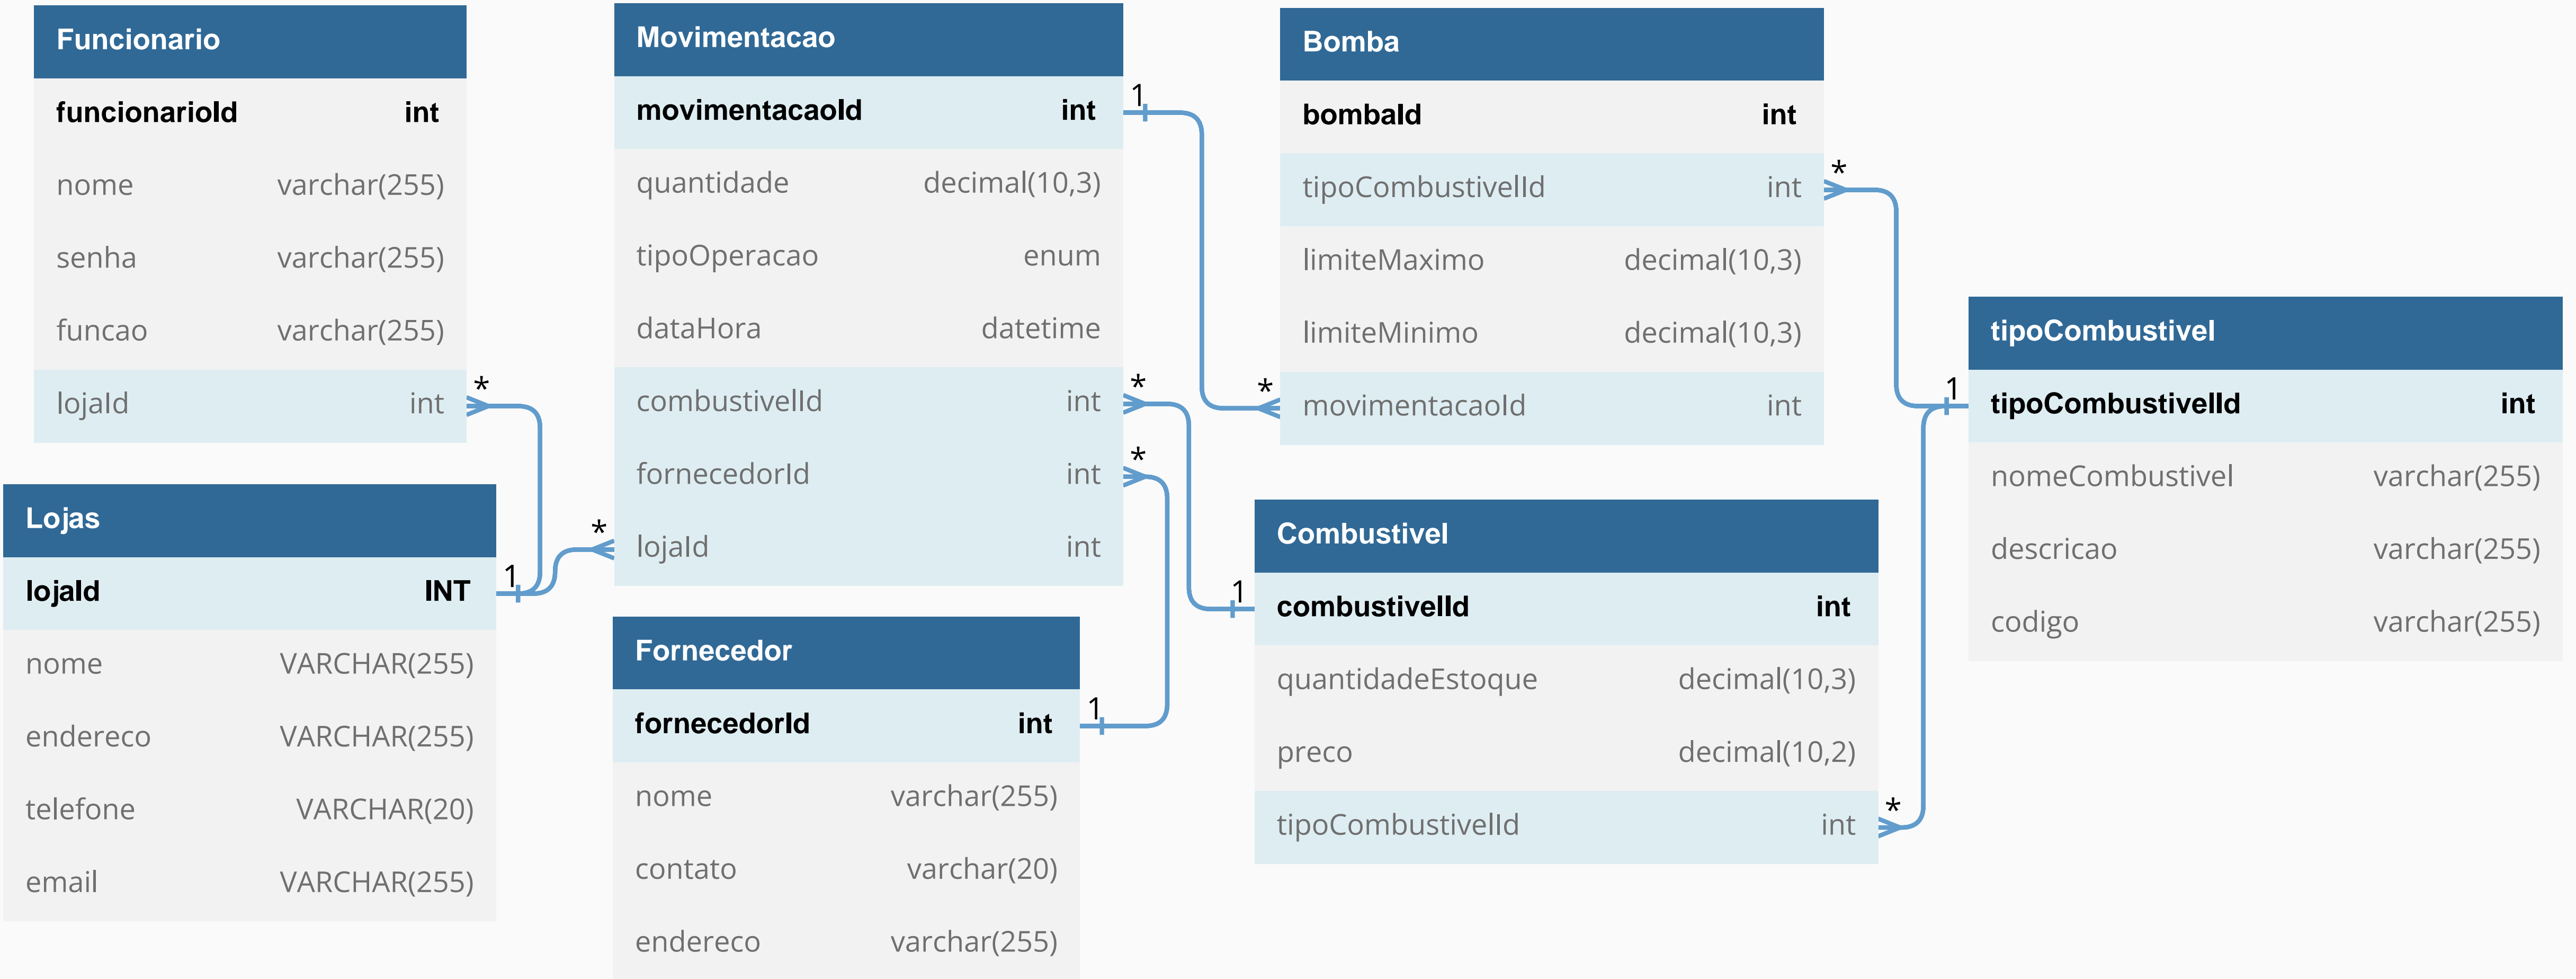 Funcionario
funcionarioId int
nome varchar(255)
senha varchar(255)
funcao varchar(255)
* lojaId int
Lojas
lojaId INT 1
nome VARCHAR(255)
endereco VARCHAR(255)
telefone VARCHAR(20)
email VARCHAR(255)
Movimentacao
movimentacaoId int 1
quantidade decimal(10,3)
tipoOperacao enum
dataHora datetime
combustivelId int *
fornecedorId int *
* lojaId int
Fornecedor
fornecedorId int 1
nome varchar(255)
contato varchar(20)
endereco varchar(255)
Bomba
bombaId int
tipoCombustivelId int *
limiteMaximo decimal(10,3)
limiteMinimo decimal(10,3)
* movimentacaoId int
Combustivel
1 combustivelId int
quantidadeEstoque decimal(10,3)
preco decimal(10,2)
tipoCombustivelId int *
tipoCombustivel
1 tipoCombustivelId int
nomeCombustivel varchar(255)
descricao varchar(255)
codigo varchar(255)